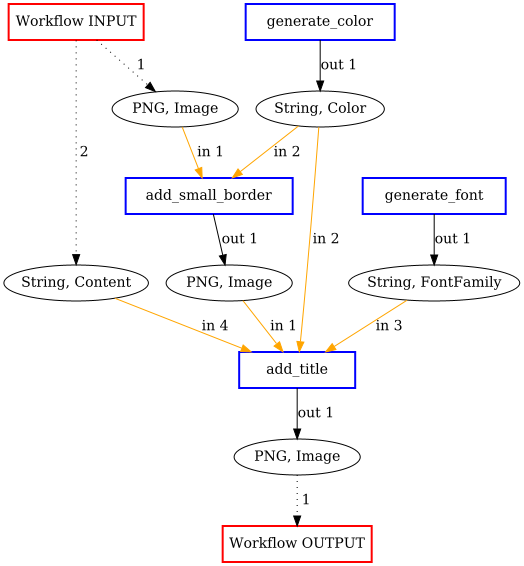 Workflow INPUT
generate_color
1
out 1
PNG, Image
String, Color
2
in 1
in 2
add_small_border
generate_font
out 1
in 2
out 1
String, Content
PNG, Image
String, FontFamily
in 4
in 1
in 3
add_title
out 1
PNG, Image
1
Workflow OUTPUT